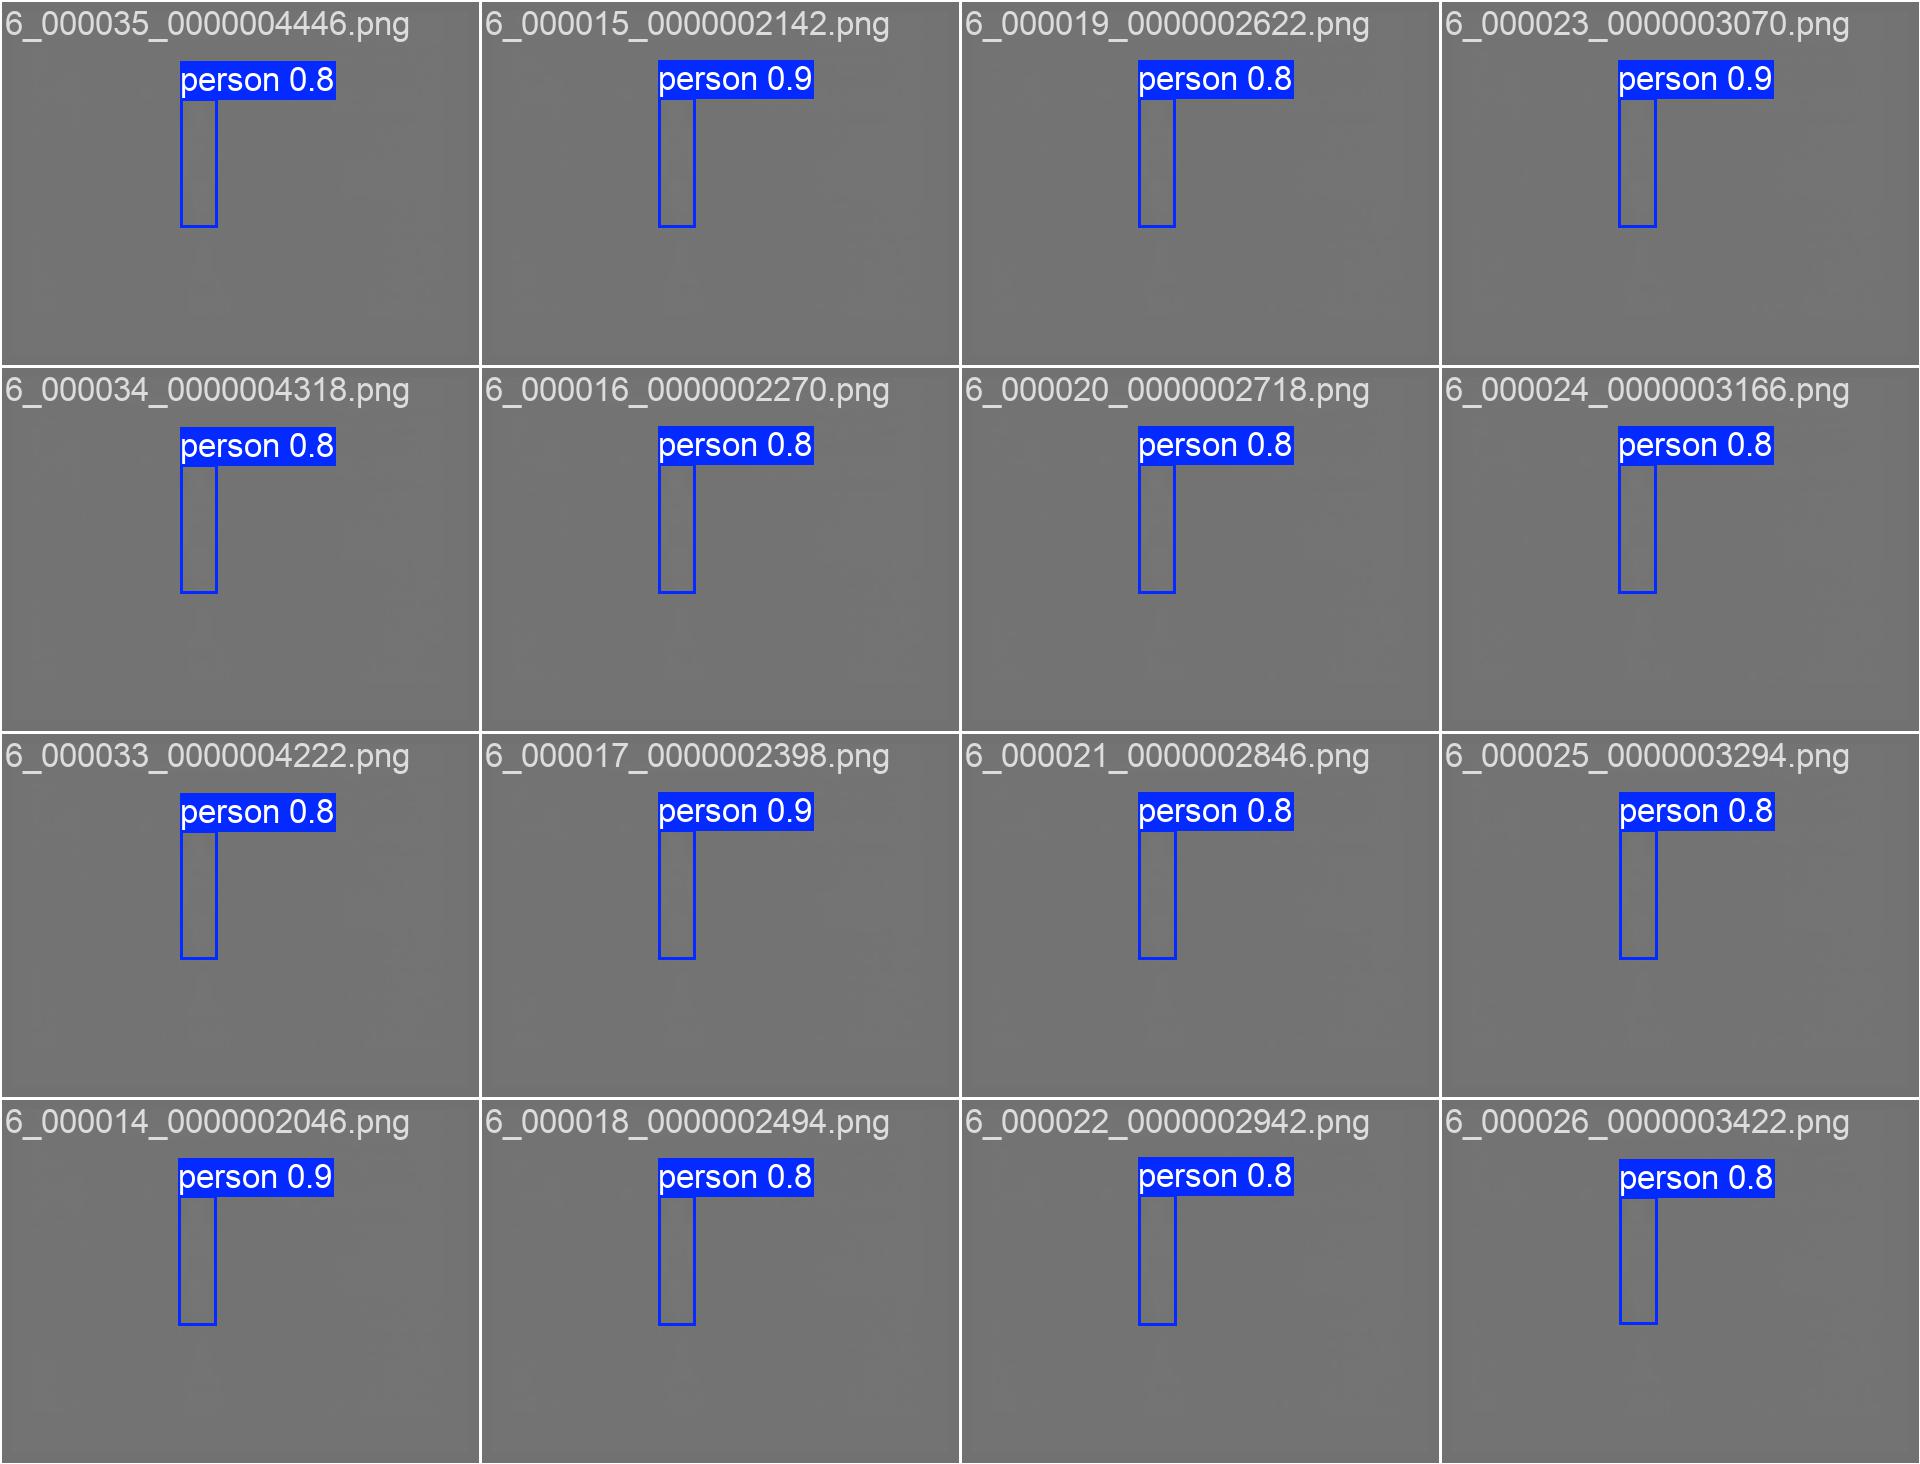 6_000035_0000004446.png 6_000015_0000002142.png 6_000019_0000002622.png 6_000023_0000003070.png
person 0.8 person 0.9 person 0.8 person 0.9
6_000034_0000004318.png 6_000016_0000002270.png 6_000020_0000002718.png 6_000024_0000003166.png
person 0.8 person 0.8 person 0.8 person 0.8
6_000033_0000004222.png 6_000017_0000002398.png 6_000021_0000002846.png 6_000025_0000003294.png
person 0.8 person 0.9 person 0.8 person 0.8
6_000014_0000002046.png 6_000018_0000002494.png 6_000022_0000002942.png 6_000026_0000003422.png
person 0.9 person 0.8 person 0.8 person 0.8